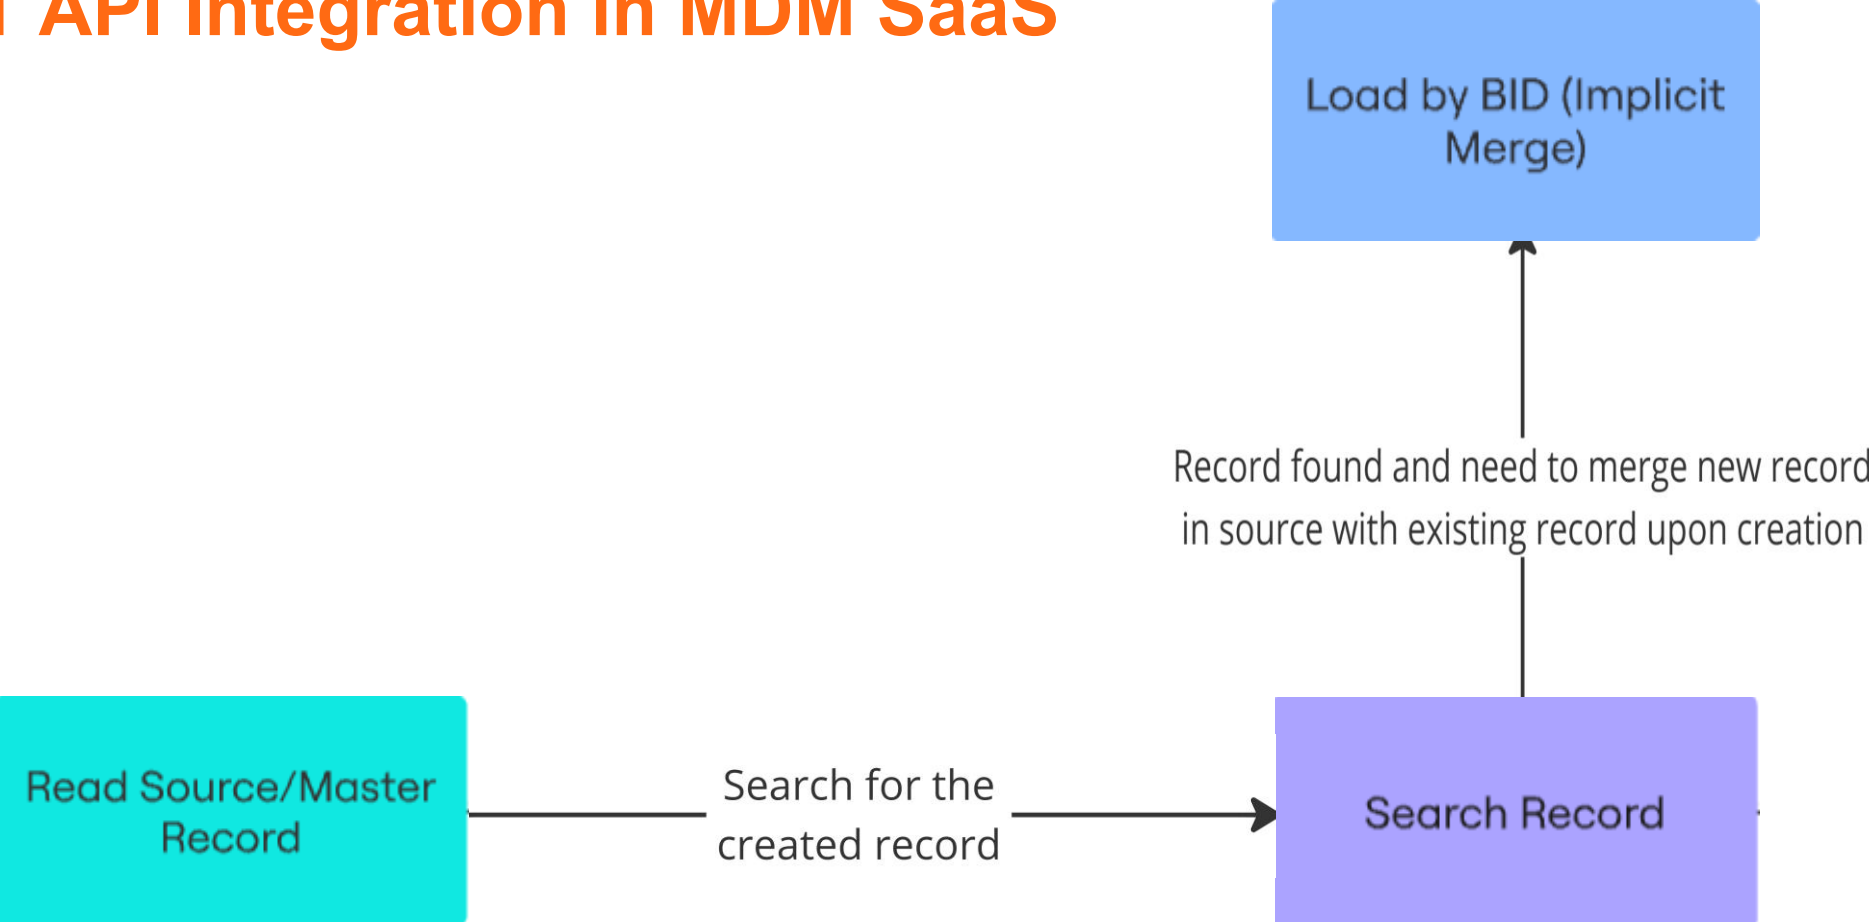 API Integration in MDM SaaS
Load by BID (Implicit
Merge)
Record found and need to merge new record
in source with existing record upon creation
Read Source/Master
Record
Search for the
created record
Search Record